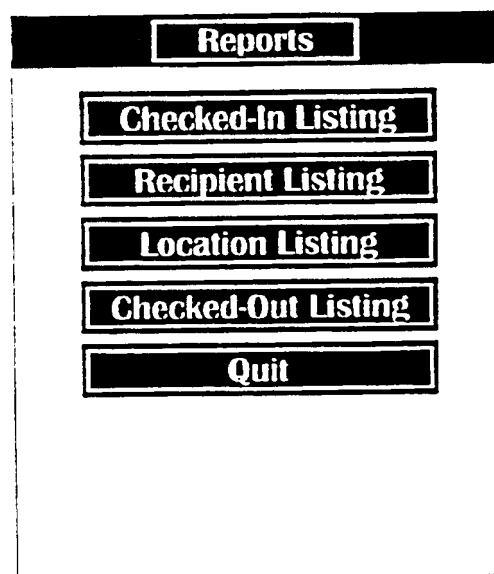 Reports
Checked-In Listing
Recipient Listing
Location Listing
Checked-Out Listing
Quit